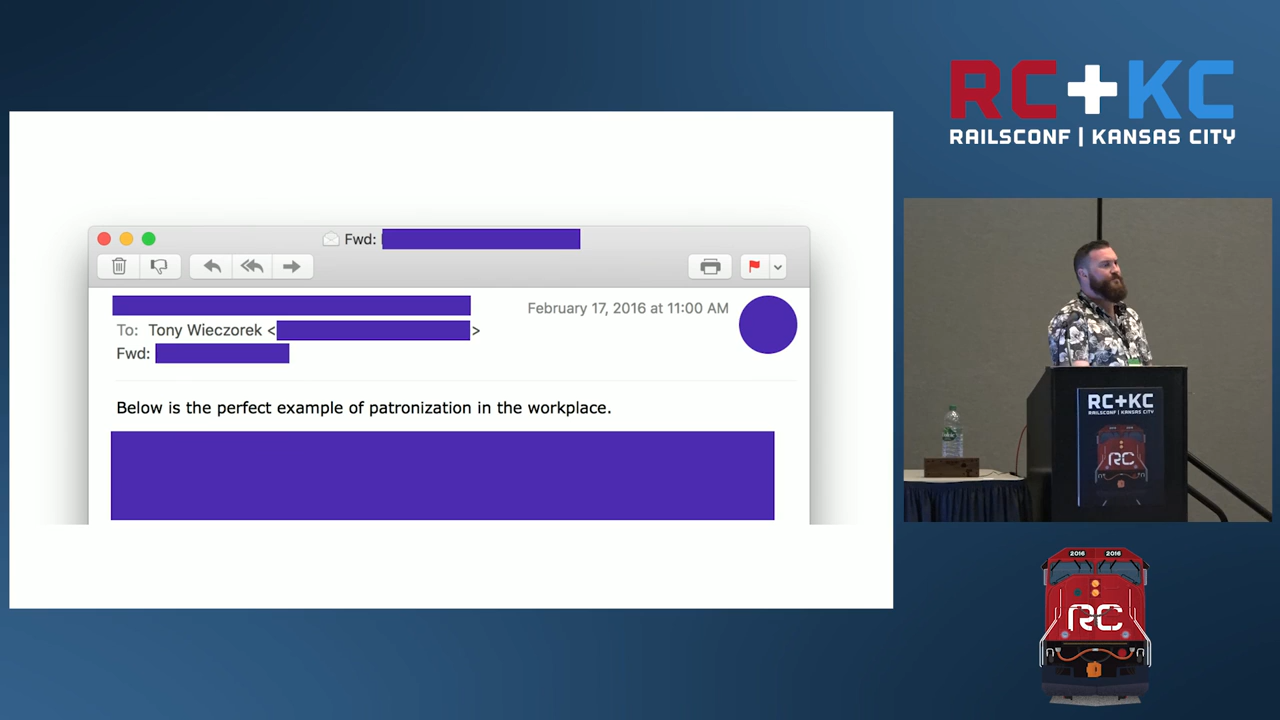 RC+KC
RAILSCONF | KANSAS CITY
Fwd:
February 17, 2016 at 11:00 AM
To: Tony Wieczorek < >
Fwd:
Below is the perfect example of patronization in the workplace.
RC+KC
RAILSCONF | KANSAS CITY
RC
2016 2016
RC